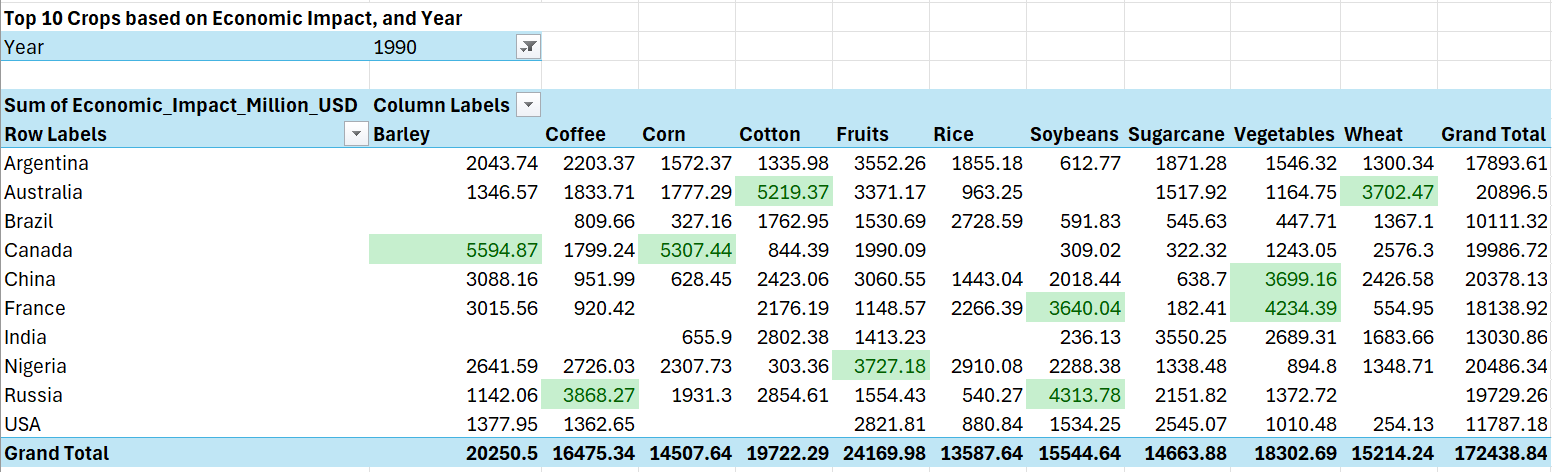 Top 10 Crops based on Economic Impact, and Year
Year 1990
Sum of Economic_Impact_Million_USD Column Labels
Row Labels Barley Coffee Corn Cotton Fruits Rice Soybeans Sugarcane Vegetables Wheat Grand Total
Argentina 2043.74 2203.37 1572.37 1335.98 3552.26 1855.18 612.77 1871.28 1546.32 1300.34 17893.61
Australia 1346.57 1833.71 1777.29 5219.37 3371.17 963.25 1517.92 1164.75 3702.47 20896.5
Brazil 809.66 327.16 1762.95 1530.69 2728.59 591.83 545.63 447.71 1367.1 10111.32
Canada 5594.87 1799.24 5307.44 844.39 1990.09 309.02 322.32 1243.05 2576.3 19986.72
China 3088.16 951.99 628.45 2423.06 3060.55 1443.04 2018.44 638.7 3699.16 2426.58 20378.13
France 3015.56 920.42 2176.19 1148.57 2266.39 3640.04 182.41 4234.39 554.95 18138.92
India 655.9 2802.38 1413.23 236.13 3550.25 2689.31 1683.66 13030.86
Nigeria 2641.59 2726.03 2307.73 303.36 3727.18 2910.08 2288.38 1338.48 894.8 1348.71 20486.34
Russia 1142.06 3868.27 1931.3 2854.61 1554.43 540.27 4313.78 2151.82 1372.72 19729.26
USA 1377.95 1362.65 2821.81 880.84 1534.25 2545.07 1010.48 254.13 11787.18
Grand Total 20250.5 16475.34 14507.64 19722.29 24169.98 13587.64 15544.64 14663.88 18302.69 15214.24 172438.84